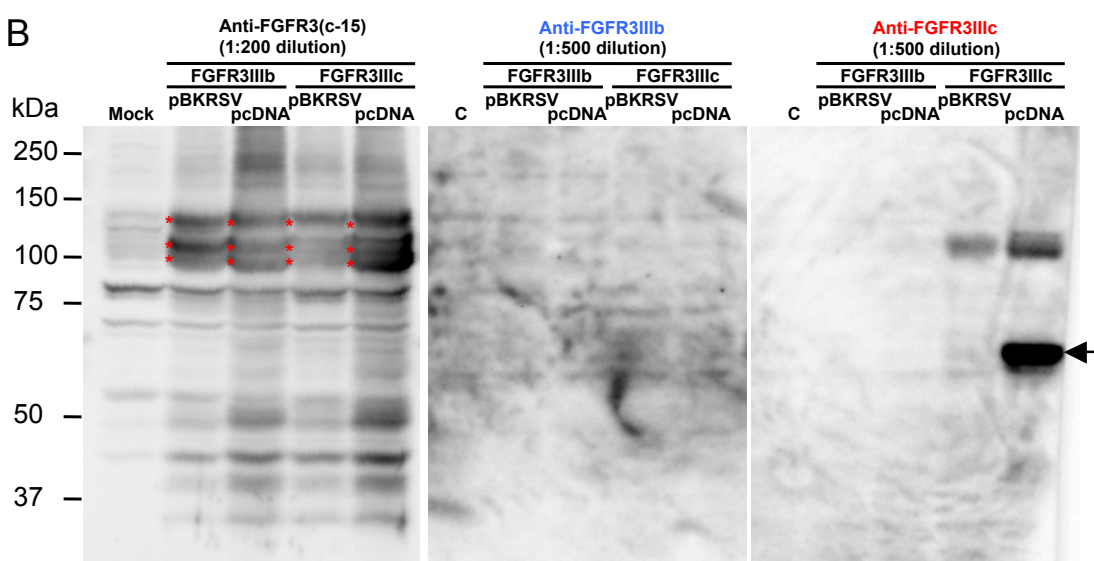 B
Anti-FGFR3(c-15)
(1:200 dilution)
FGFR3IIIb FGFR3IIIc
pBKRSV pBKRSV
Mock pcDNA pcDNA
Anti-FGFR3IIIb
(1:500 dilution)
FGFR3IIIb FGFR3IIIc
pBKRSV pBKRSV
C pcDNA pcDNA
Anti-FGFR3IIIc
(1:500 dilution)
FGFR3IIIb FGFR3IIIc
pBKRSV pBKRSV
C pcDNA pcDNA
kDa
250
150
100
75
50
37
* * * *
* * * *
* * * *